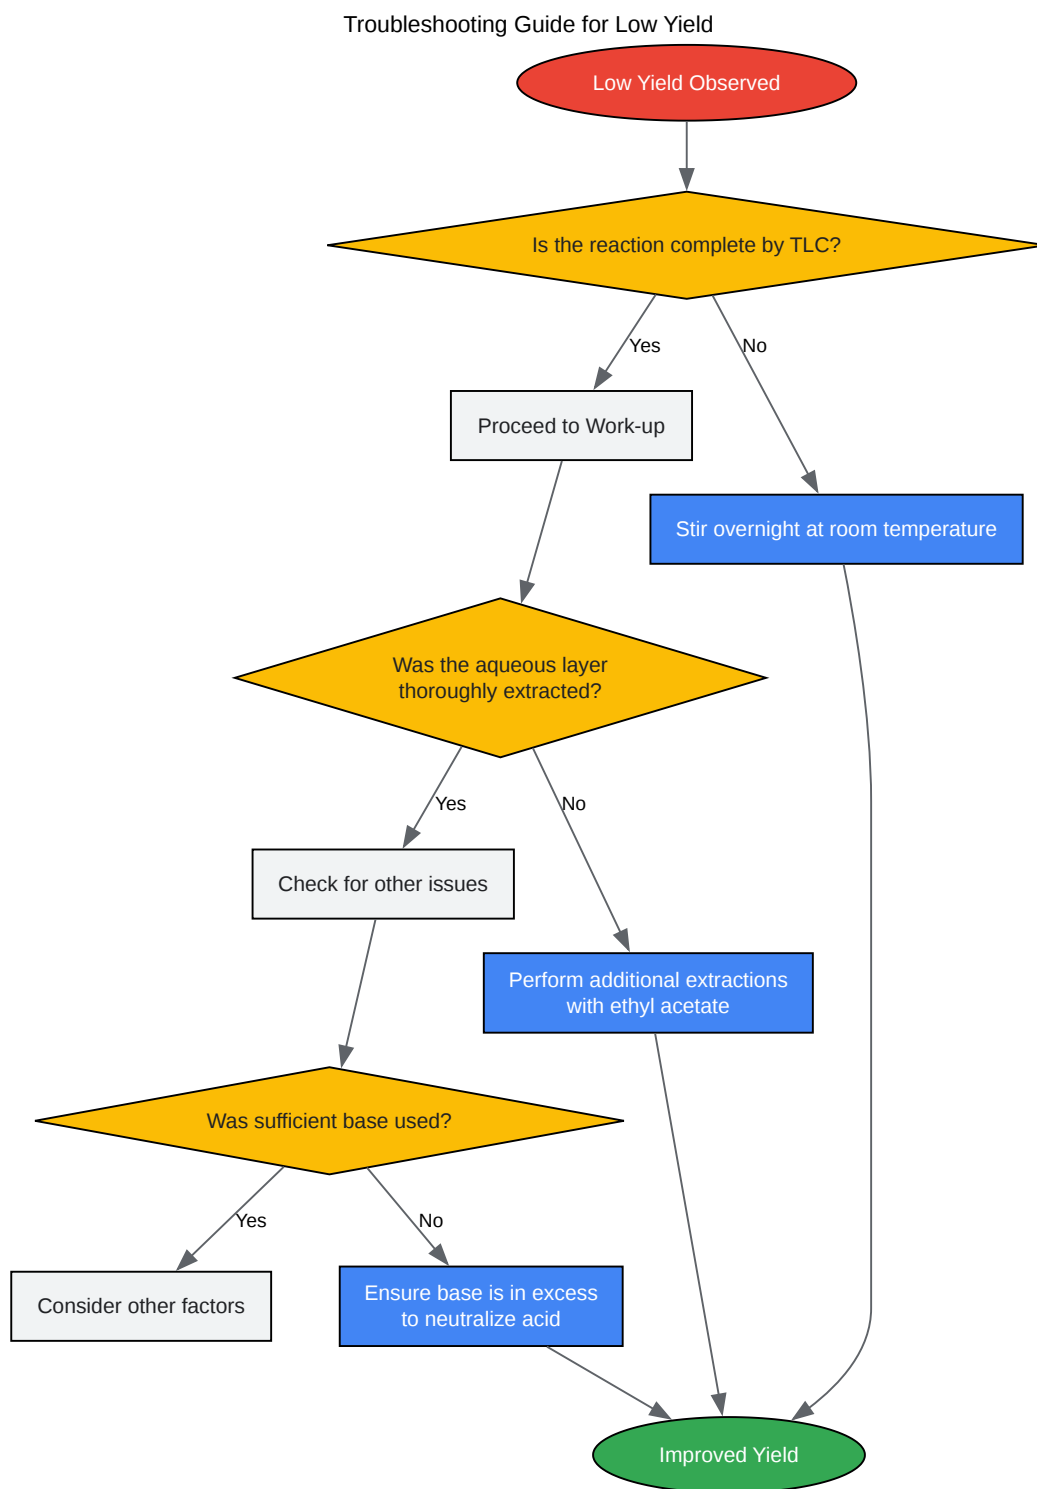 Troubleshooting Guide for Low Yield
Low Yield Observed
Is the reaction complete by TLC?
Yes
No
Proceed to Work-up
Stir overnight at room temperature
Was the aqueous layer
thoroughly extracted?
Yes
No
Check for other issues
Perform additional extractions
with ethyl acetate
Was sufficient base used?
Yes
No
Consider other factors
Ensure base is in excess
to neutralize acid
Improved Yield